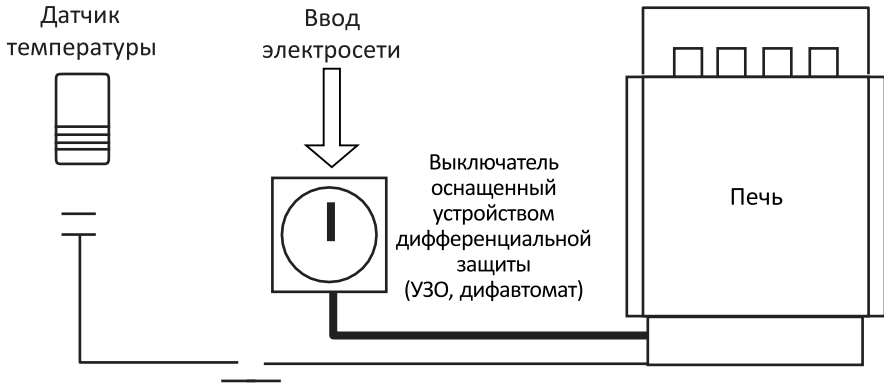 Датчик
температуры
Ввод
электросети
Выключатель
оснащенный
устройством
дифференциальной
защиты
(УЗО, дифавтомат)
Печь